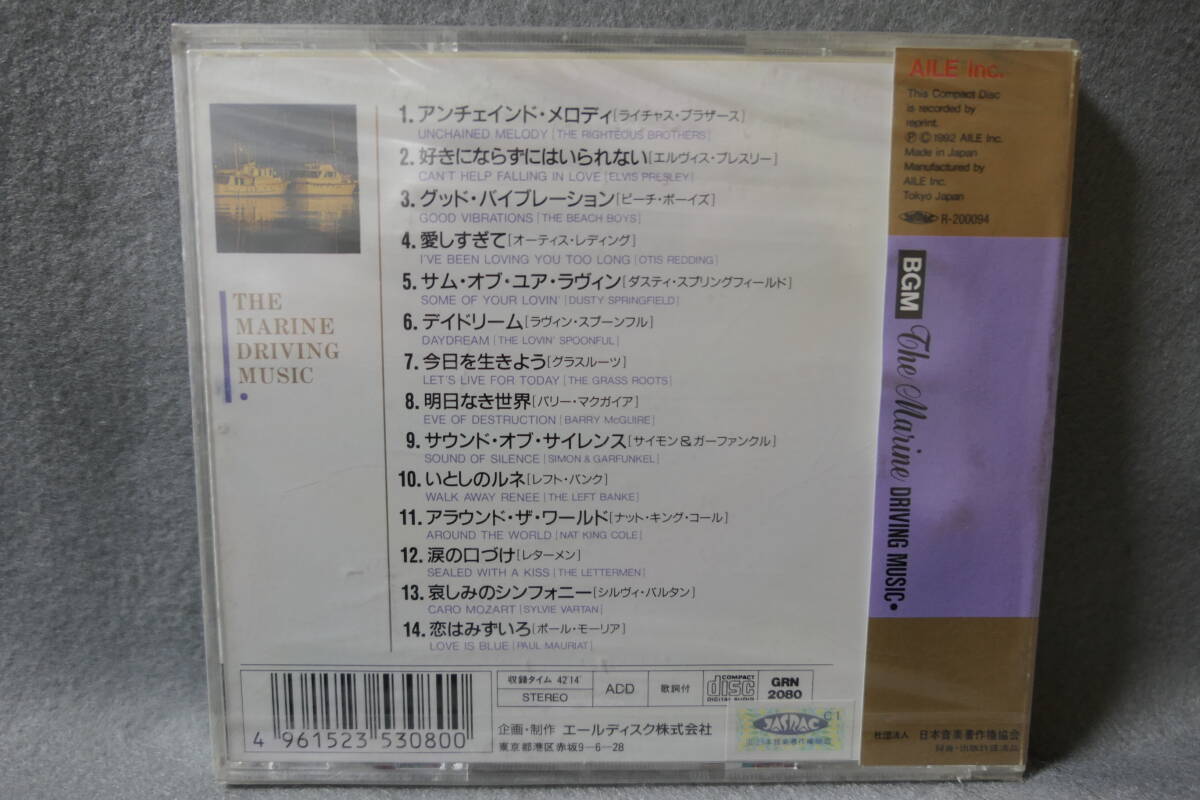 THE
MARINE
DRIVING
MUSIC
1. アンチェインド・メロディ[ライチャス・ブラザース]
UNCHAINED MELODY [THE RIGHTEOUS BROTHERS]
2. 好きにならずにはいられない[エルヴィス・プレスリー]
CAN'T HELP FALLING IN LOVE [ELVIS PRESLEY]
3. グッド・バイブレーション[ビーチ・ボーイズ]
GOOD VIBRATIONS [THE BEACH BOYS]
4. 愛しすぎて[オーティス・レディング]
I'VE BEEN LOVING YOU TOO LONG [OTIS REDDING]
5. サム・オブ・ユア・ラヴィン[ダスティ・スプリングフィールド]
SOME OF YOUR LOVIN' [DUSTY SPRINGFIELD]
6. デイドリーム[ラヴィン・スプーンフル]
DAYDREAM [THE LOVIN' SPOONFUL]
7. 今日を生きよう[グラスルーツ]
LET'S LIVE FOR TODAY [THE GRASS ROOTS]
8. 明日なき世界[バリー・マクガイア]
EVE OF DESTRUCTION [BARRY McGUIRE]
9. サウンド・オブ・サイレンス[サイモン&ガーファンクル]
SOUND OF SILENCE [SIMON & GARFUNKEL]
10. いとしのルネ[レフト・バンク]
WALK AWAY RENEE [THE LEFT BANKE]
11. アラウンド・ザ・ワールド[ナット・キング・コール]
AROUND THE WORLD [NAT KING COLE]
12. 涙の口づけ[レターメン]
SEALED WITH A KISS [THE LETTERMEN]
13. 哀しみのシンフォニー[シルヴィ・バルタン]
CARO MOZART [SYLVIE VARTAN]
14. 恋はみずいろ[ポール・モーリア]
LOVE IS BLUE [PAUL MAURIAT]
4 961523 530800
収録タイム 42'14"
STEREO
ADD
歌詞付
COMPACT
disc
DIGITAL AUDIO
GRN
2080
企画・制作 エールディスク株式会社
東京都港区赤坂9-6-28
C1
JASRAC
社団法人 日本音楽著作権協会
AILE Inc.
This Compact Disc
is recorded by
reprint.
Ⓟ © 1992 AILE Inc.
Made in Japan
Manufactured by
AILE Inc.
Tokyo Japan
R-200094
BGM The Marine DRIVING MUSIC